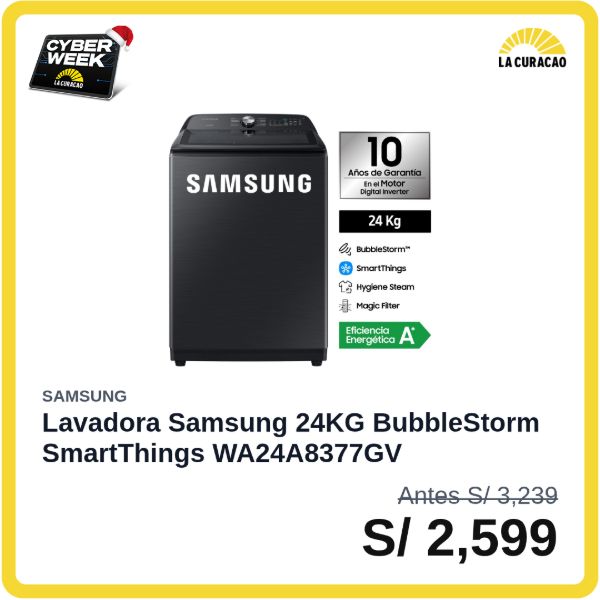 CYBER
WEEK
LA CURACAO
LA CURACAO
SAMSUNG
10
Años de Garantía
En el Motor
Digital Inverter
24 Kg
BubbleStorm™
SmartThings
Hygiene Steam
Magic Filter
Eficiencia
Energética A*
SAMSUNG
Lavadora Samsung 24KG BubbleStorm
SmartThings WA24A8377GV
Antes S/ 3,239
S/ 2,599